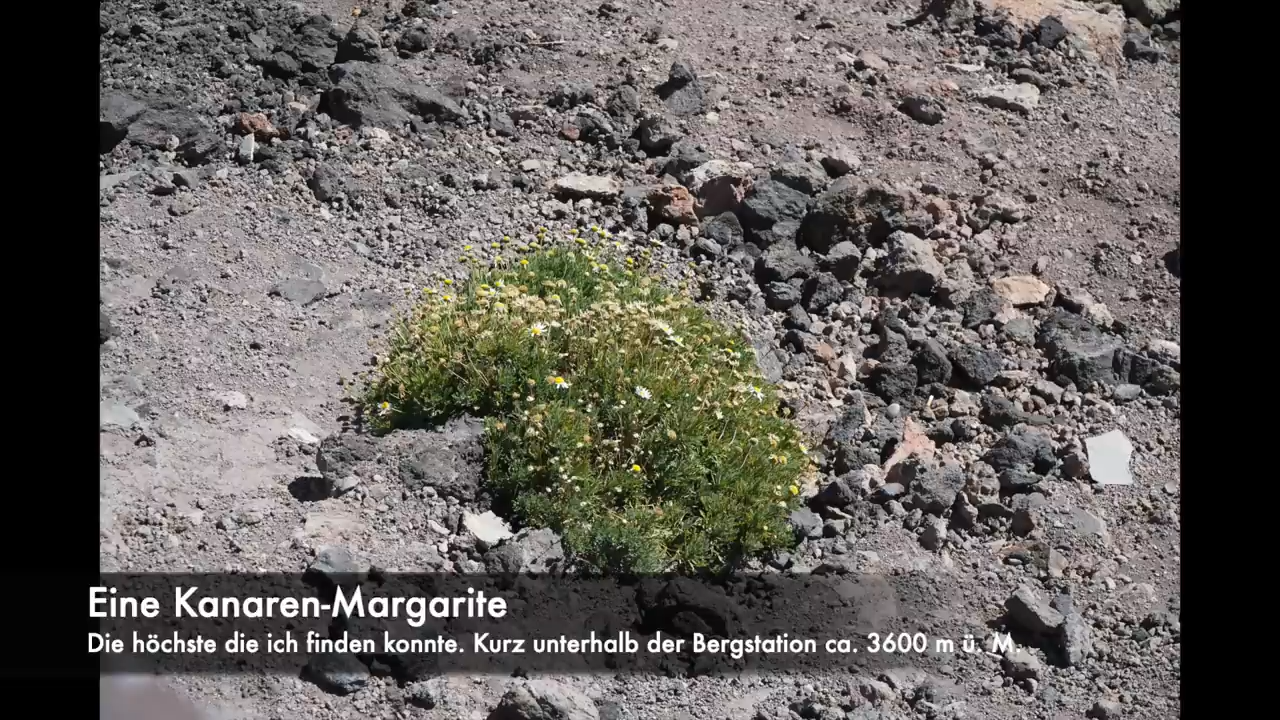 Eine Kanaren-Margarite
Die höchste die ich finden konnte. Kurz unterhalb der Bergstation ca. 3600 m ü. M.